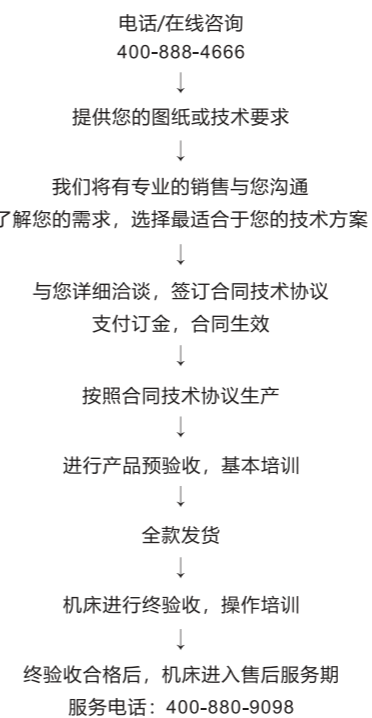 电话/在线咨询
400-888-4666
↓
提供您的图纸或技术要求
↓
我们将有专业的销售与您沟通
了解您的需求，选择最适合于您的技术方案
↓
与您详细洽谈，签订合同技术协议
支付订金，合同生效
↓
按照合同技术协议生产
↓
进行产品预验收，基本培训
↓
全款发货
↓
机床进行终验收，操作培训
↓
终验收合格后，机床进入售后服务期
服务电话：400-880-9098